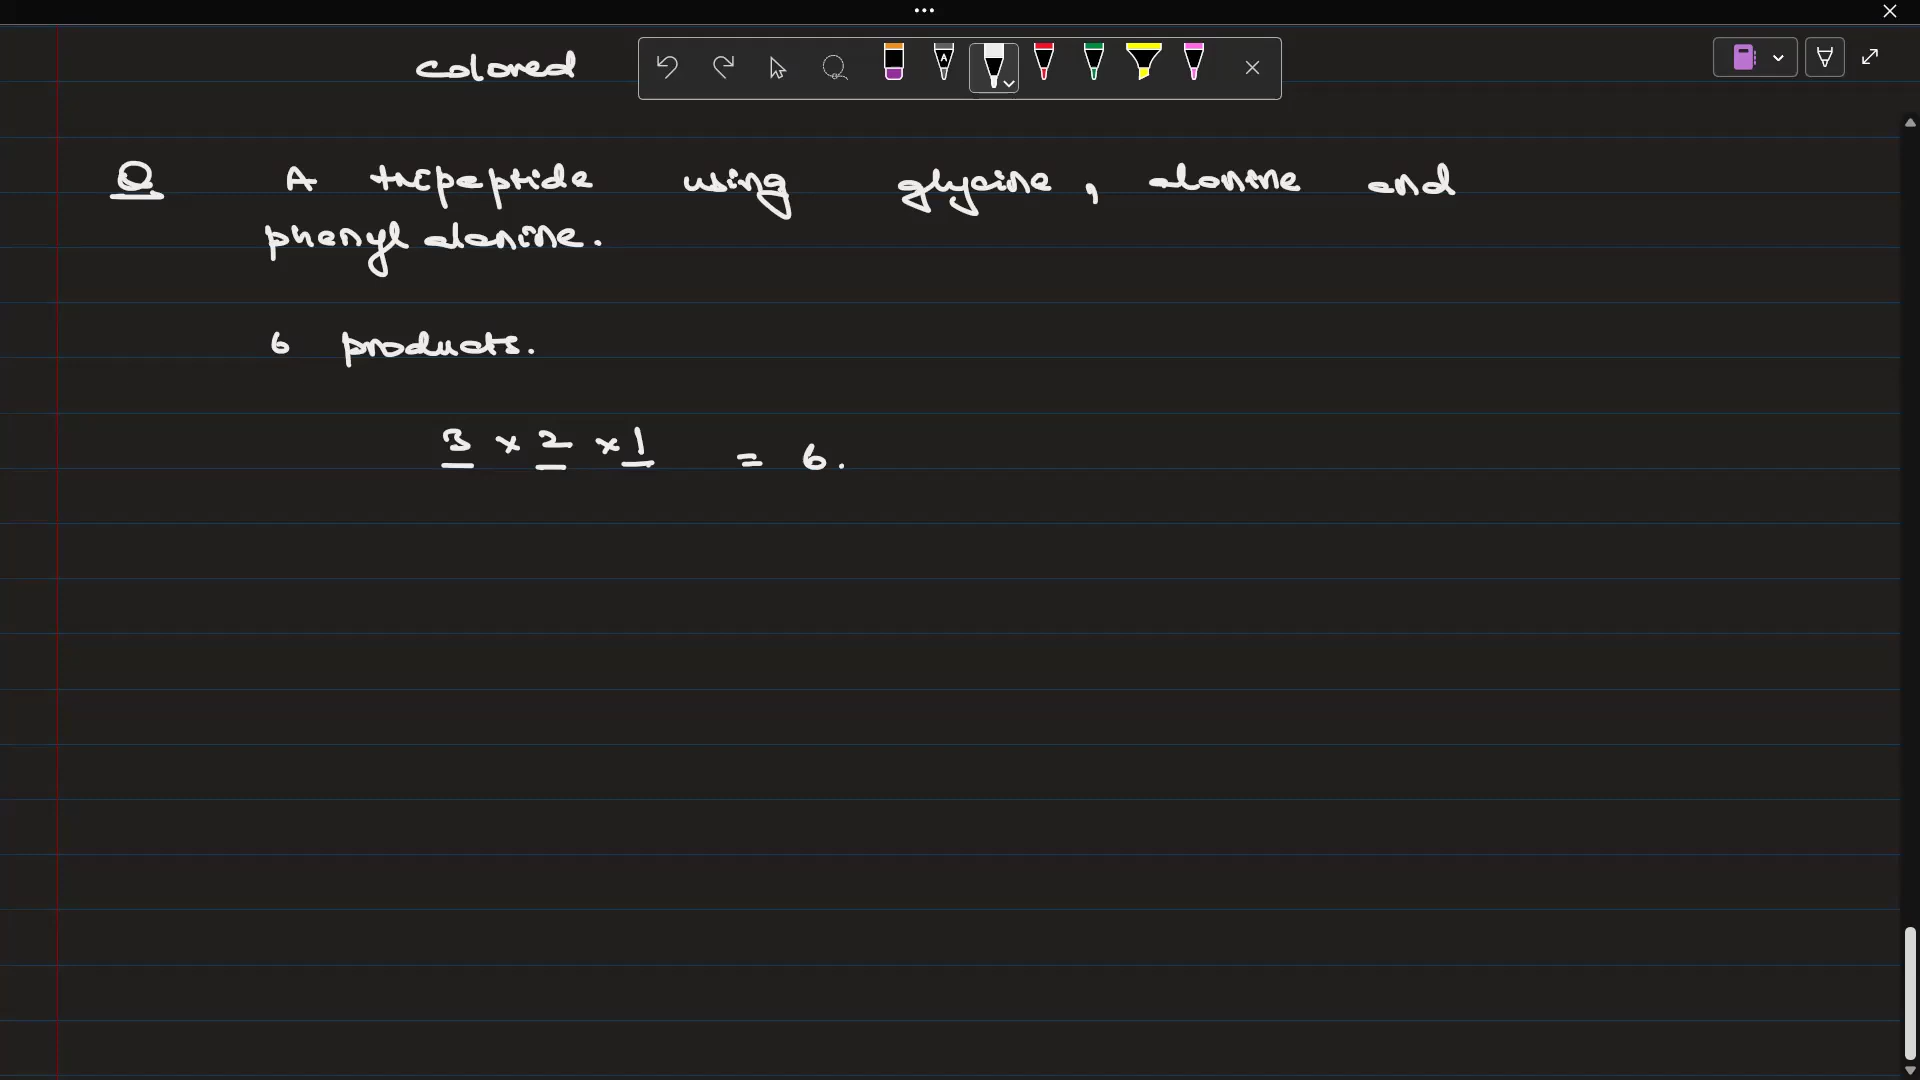 colored
Q A tripeptide using glycine, alanine and
phenyl alanine.
6 products.
3 × 2 × 1 = 6.